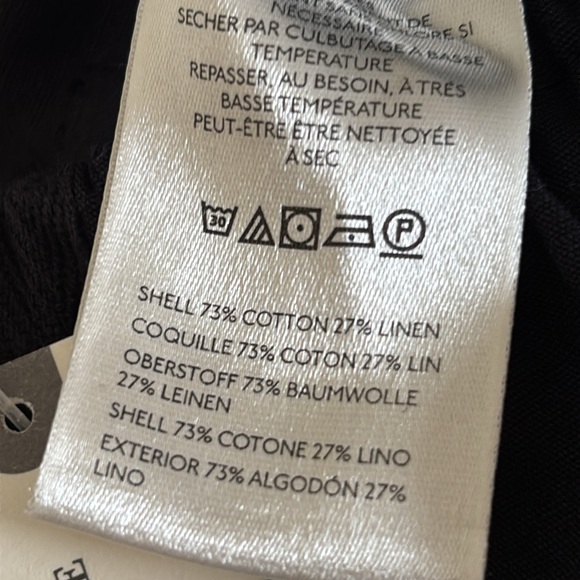 NÉCESSAIRE
SI
SECHER PAR CULBUTAGE A BASSE
TEMPERATURE
REPASSER, AU BESOIN, À TRÈS
BASSE TEMPÉRATURE
PEUT-ÊTRE ÊTRE NETTOYÉE
À SEC
30
P
SHELL 73% COTTON 27% LINEN
COQUILLE 73% COTON 27% LIN
OBERSTOFF 73% BAUMWOLLE
27% LEINEN
SHELL 73% COTONE 27% LINO
EXTERIOR 73% ALGODÓN 27%
LINO